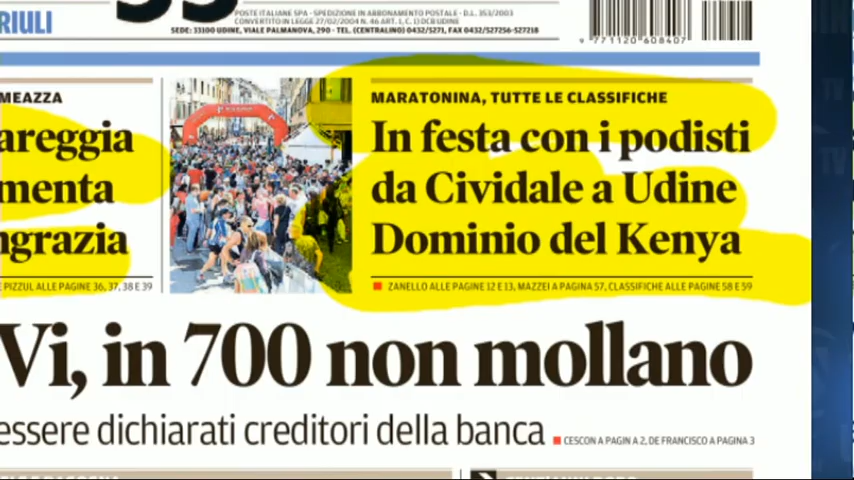 RIULI
POSTE ITALIANE SPA - SPEDIZIONE IN ABBONAMENTO POSTALE - D.L. 353/2003
CONVERTITO IN LEGGE 27/02/2004 N. 46 ART. 1, C. 1 DCB UDINE
SEDE: 33100 UDINE, VIALE PALMANOVA, 290 - TEL. (CENTRALINO) 0432/5271, FAX 0432/527256-527218
9 771120 608407
MEAZZA
areggia
menta
ngrazia
E PIZZUL ALLE PAGINE 36, 37, 38 E 39
MARATONINA, TUTTE LE CLASSIFICHE
In festa con i podisti
da Cividale a Udine
Dominio del Kenya
ZANELLO ALLE PAGINE 12 E 13, MAZZEI A PAGINA 57, CLASSIFICHE ALLE PAGINE 58 E 59
Vi, in 700 non mollano
essere dichiarati creditori della banca
CESCON A PAGIN A 2, DE FRANCISCO A PAGINA 3